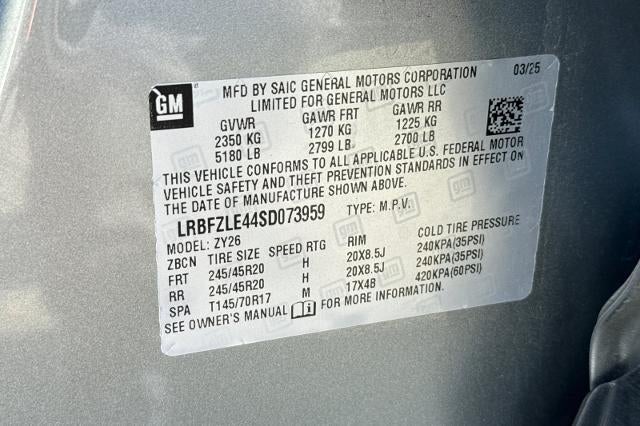 GM
MFD BY SAIC GENERAL MOTORS CORPORATION 03/25
LIMITED FOR GENERAL MOTORS LLC
GVWR GAWR FRT GAWR RR
2350 KG 1270 KG 1225 KG
5180 LB 2799 LB. 2700 LB
THIS VEHICLE CONFORMS TO ALL APPLICABLE U.S. FEDERAL MOTOR
VEHICLE SAFETY AND THEFT PREVENTION STANDARDS IN EFFECT ON
THE DATE OF MANUFACTURE SHOWN ABOVE.
LRBFZLE44SD073959 TYPE: M.P.V.
MODEL: ZY26
ZBCN TIRE SIZE SPEED RTG RIM COLD TIRE PRESSURE
FRT 245/45R20 H 20X8.5J 240KPA(35PSI)
RR 245/45R20 H 20X8.5J 240KPA(35PSI)
SPA T145/70R17 M 17X4B 420KPA(60PSI)
SEE OWNER'S MANUAL FOR MORE INFORMATION.